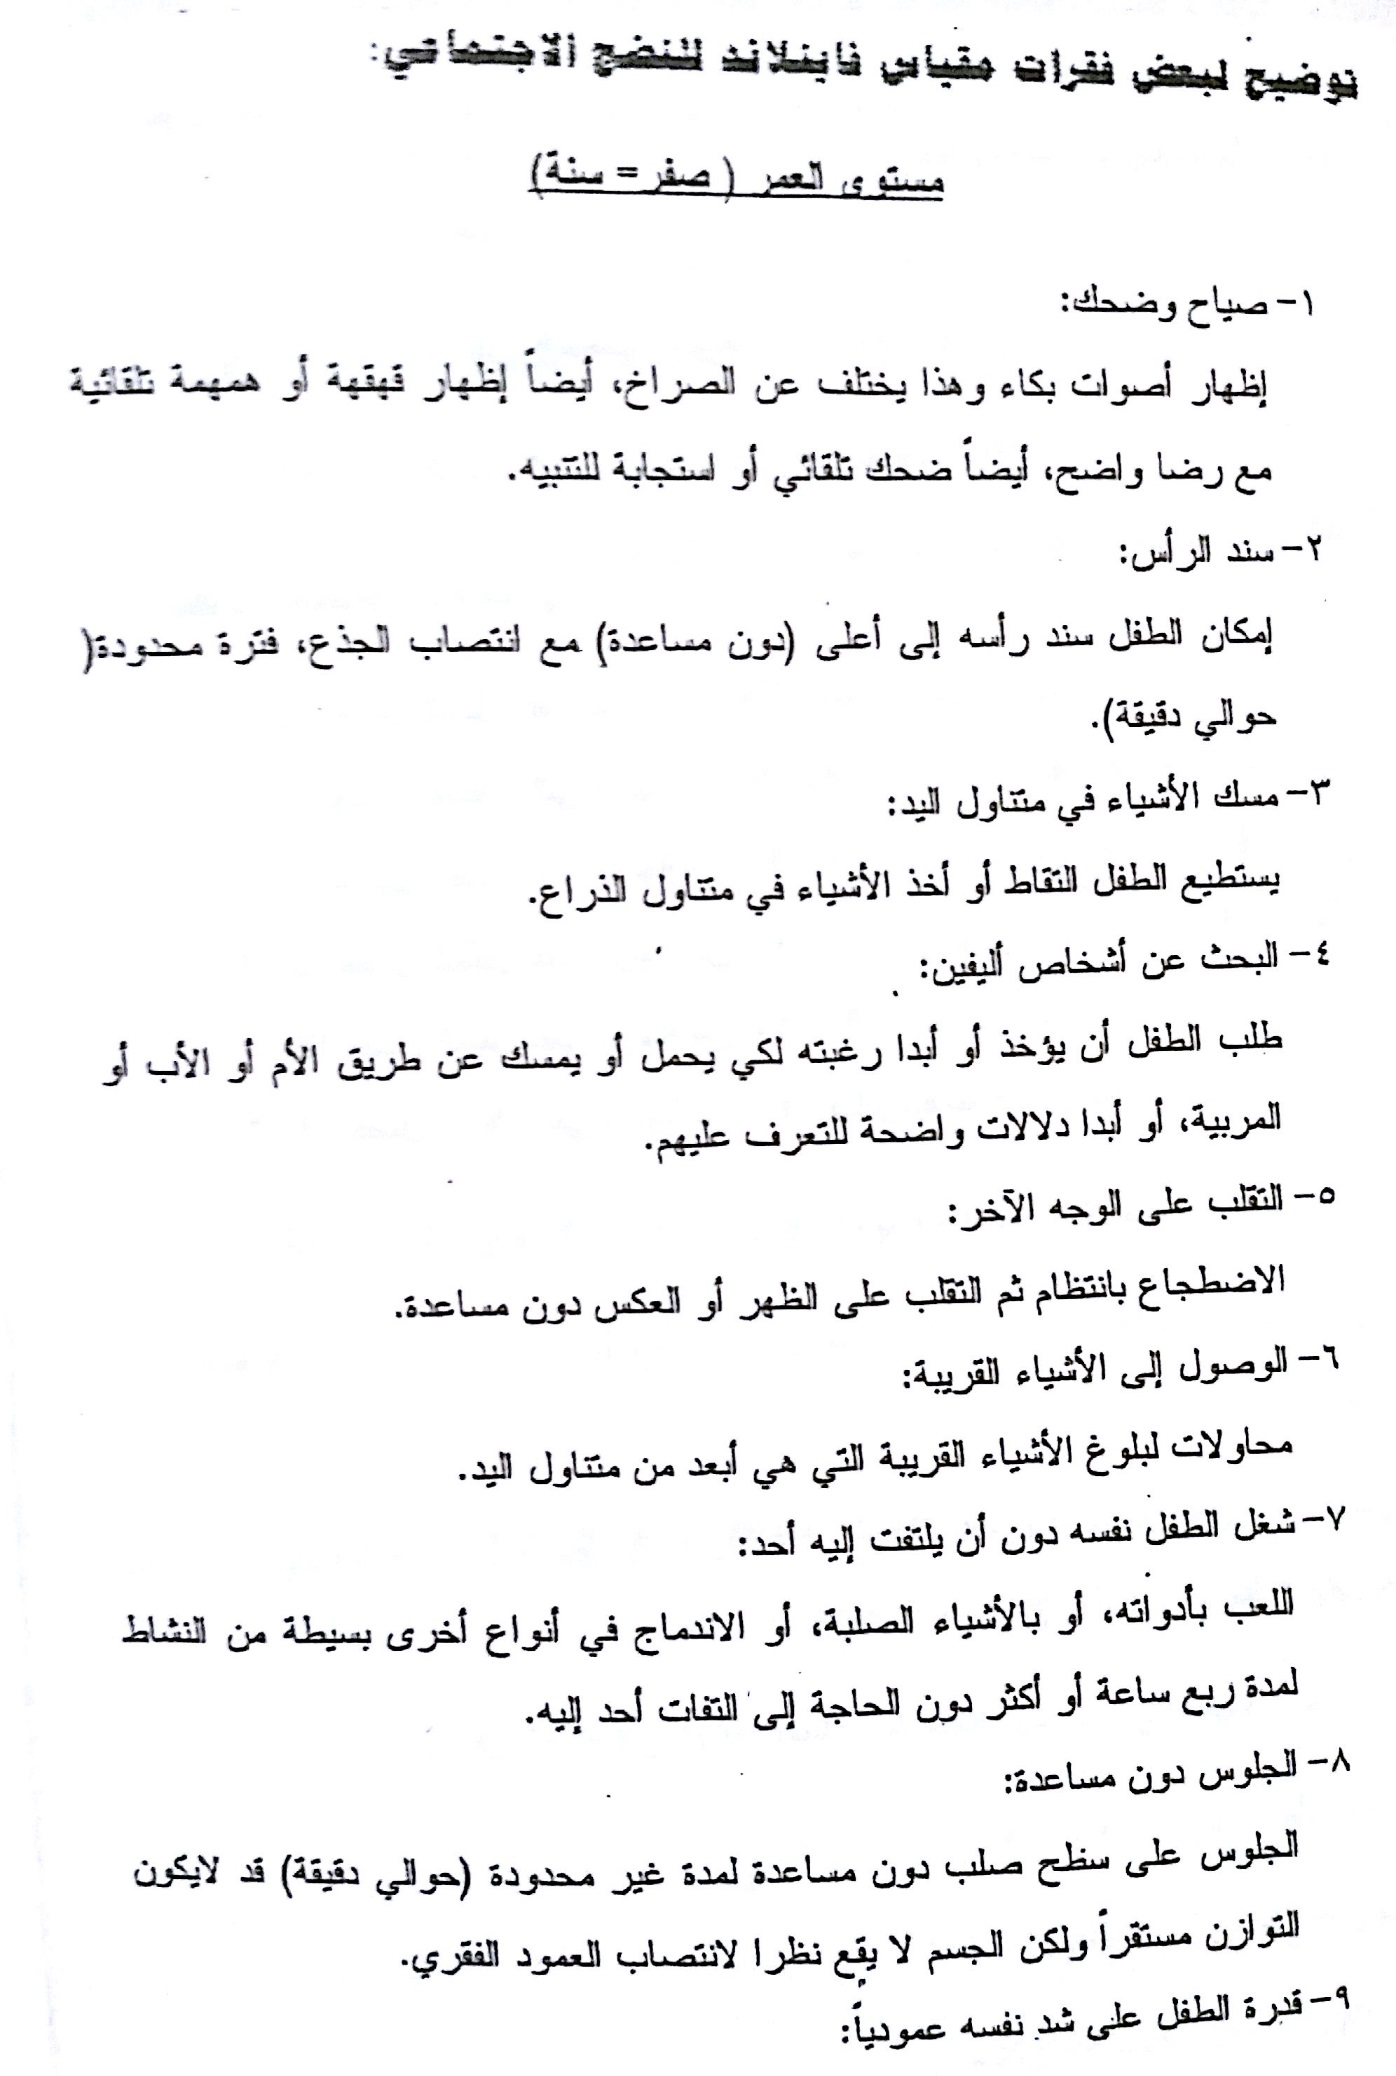 توضيح لبعض فقرات مقياس فاينلاند للنضج الاجتماعي:
مستوى العمر ( صفر = سنة)
١- صياح وضحك:
إظهار أصوات بكاء وهذا يختلف عن الصراخ، أيضاً إظهار قهقهة أو همهمة تلقائية
مع رضا واضح، أيضاً ضحك تلقائي أو استجابة للتنبيه.
٢- سند الرأس:
إمكان الطفل سند رأسه إلى أعلى (دون مساعدة) مع انتصاب الجذع، فترة محدودة(
حوالي دقيقة).
٣- مسك الأشياء في متناول اليد:
يستطيع الطفل التقاط أو أخذ الأشياء في متناول الذراع.
٤- البحث عن أشخاص أليفين:
طلب الطفل أن يؤخذ أو أبدا رغبته لكي يحمل أو يمسك عن طريق الأم أو الأب أو
المربية، أو أبدا دلالات واضحة للتعرف عليهم.
٥- التقلب على الوجه الآخر:
الاضطجاع بانتظام ثم التقلب على الظهر أو العكس دون مساعدة.
٦- الوصول إلى الأشياء القريبة:
محاولات لبلوغ الأشياء القريبة التي هي أبعد من متناول اليد.
٧- شغل الطفل نفسه دون أن يلتفت إليه أحد:
اللعب بأدواته، أو بالأشياء الصلبة، أو الاندماج في أنواع أخرى بسيطة من النشاط
لمدة ربع ساعة أو أكثر دون الحاجة إلى التفات أحد إليه.
٨- الجلوس دون مساعدة:
الجلوس على سظح صلب دون مساعدة لمدة غير محدودة (حوالي دقيقة) قد لايكون
التوازن مستقراً ولكن الجسم لا يقع نظرا لانتصاب العمود الفقري.
٩- قدرة الطفل على شد نفسه عمودياً: